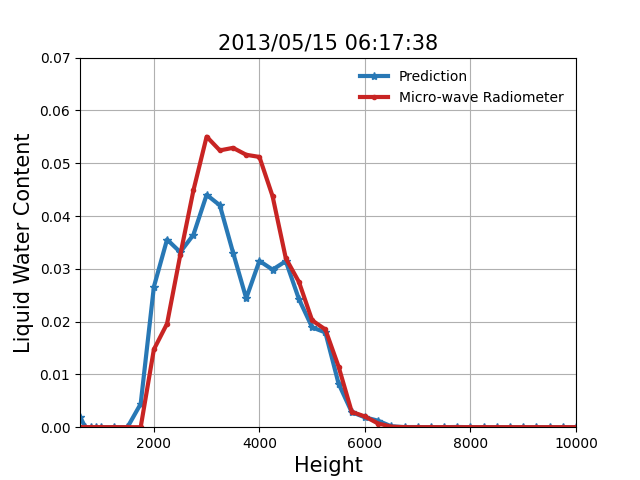 2013/05/15 06:17:38
0.07
0.06
0.05
0.04
0.03
0.02
0.01
0.00
Liquid Water Content
Prediction
Micro-wave Radiometer
2000 4000 6000 8000 10000
Height